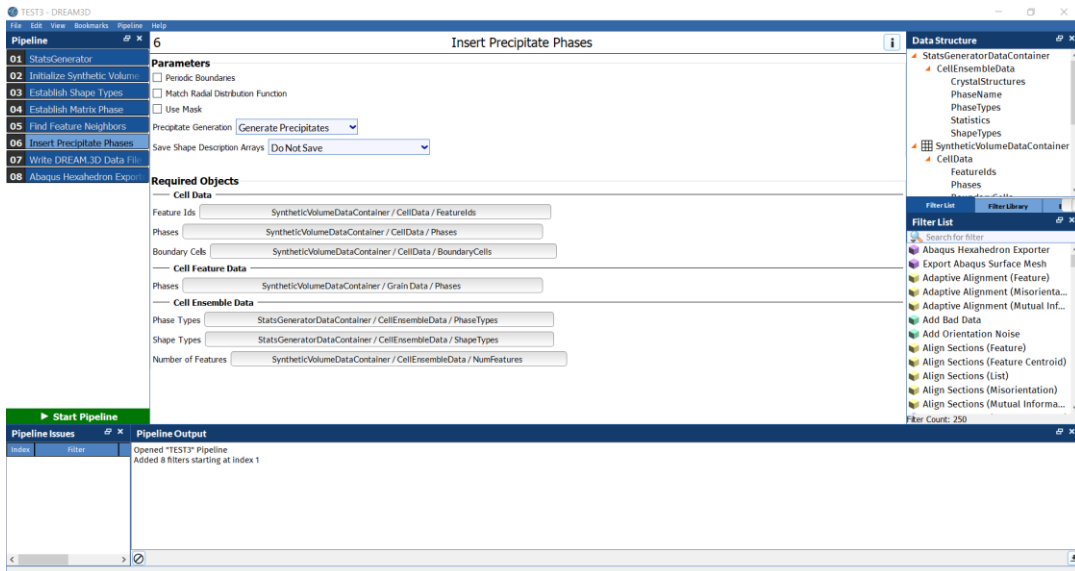 TEST3 - DREAM3D
File Edit View Bookmarks Pipeline Help
Pipeline
01 StatsGenerator
02 Initialize Synthetic Volume
03 Establish Shape Types
04 Establish Matrix Phase
05 Find Feature Neighbors
06 Insert Precipitate Phases
07 Write DREAM.3D Data File
08 Abaqus Hexahedron Export
Start Pipeline
6 Insert Precipitate Phases i
Parameters
Periodic Boundaries
Match Radial Distribution Function
Use Mask
Precipitate Generation Generate Precipitates
Save Shape Description Arrays Do Not Save
Required Objects
Cell Data
Feature Ids SyntheticVolumeDataContainer / CellData / FeatureIds
Phases SyntheticVolumeDataContainer / CellData / Phases
Boundary Cells SyntheticVolumeDataContainer / CellData / BoundaryCells
Cell Feature Data
Phases SyntheticVolumeDataContainer / Grain Data / Phases
Cell Ensemble Data
Phase Types StatsGeneratorDataContainer / CellEnsembleData / PhaseTypes
Shape Types StatsGeneratorDataContainer / CellEnsembleData / ShapeTypes
Number of Features SyntheticVolumeDataContainer / CellEnsembleData / NumFeatures
Data Structure
StatsGeneratorDataContainer
CellEnsembleData
CrystalStructures
PhaseName
PhaseTypes
Statistics
ShapeTypes
SyntheticVolumeDataContainer
CellData
FeatureIds
Phases
BoundaryCells
Filter List Filter Library
Filter List
Search for filter
Abaqus Hexahedron Exporter
Export Abaqus Surface Mesh
Adaptive Alignment (Feature)
Adaptive Alignment (Misorienta...
Adaptive Alignment (Mutual Inf...
Add Bad Data
Add Orientation Noise
Align Sections (Feature)
Align Sections (Feature Centroid)
Align Sections (List)
Align Sections (Misorientation)
Align Sections (Mutual Informa...
Filter Count: 250
Pipeline Issues
Index Filter
Pipeline Output
Opened "TEST3" Pipeline
Added 8 filters starting at index 1